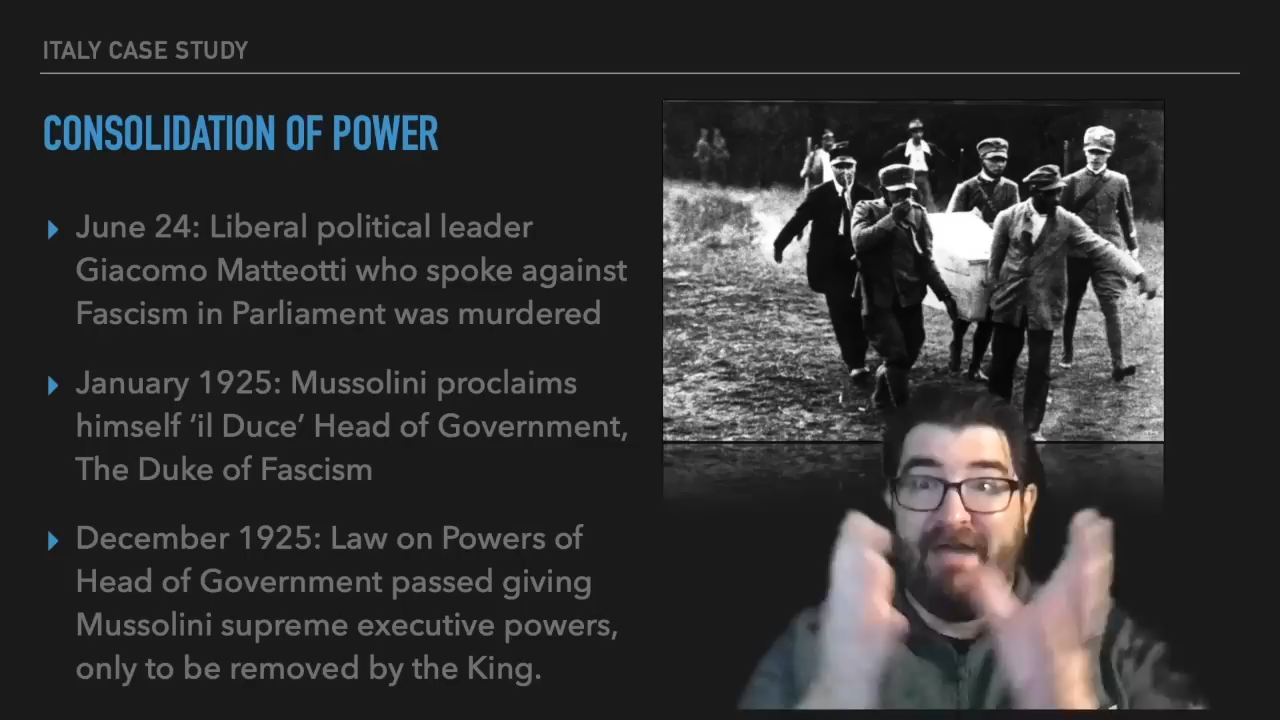 ITALY CASE STUDY
CONSOLIDATION OF POWER
June 24: Liberal political leader
Giacomo Matteotti who spoke against
Fascism in Parliament was murdered
January 1925: Mussolini proclaims
himself ‘il Duce’ Head of Government,
The Duke of Fascism
December 1925: Law on Powers of
Head of Government passed giving
Mussolini supreme executive powers,
only to be removed by the King.